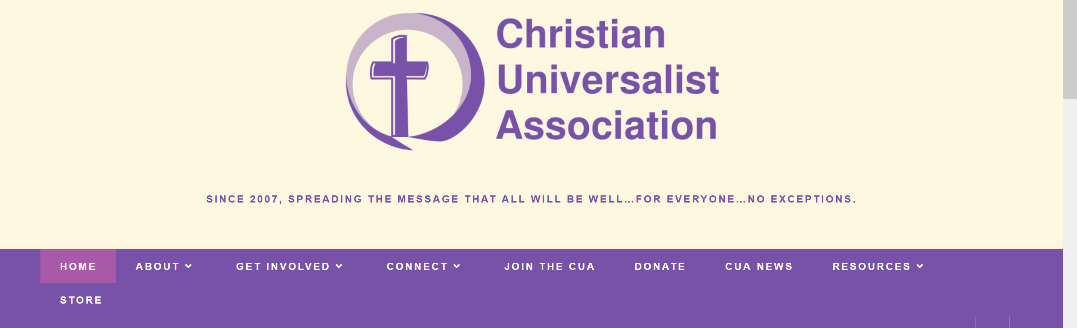 Christian
Universalist
Association
SINCE 2007, SPREADING THE MESSAGE THAT ALL WILL BE WELL...FOR EVERYONE...NO EXCEPTIONS.
HOME ABOUT GET INVOLVED CONNECT JOIN THE CUA DONATE CUA NEWS RESOURCES
STORE